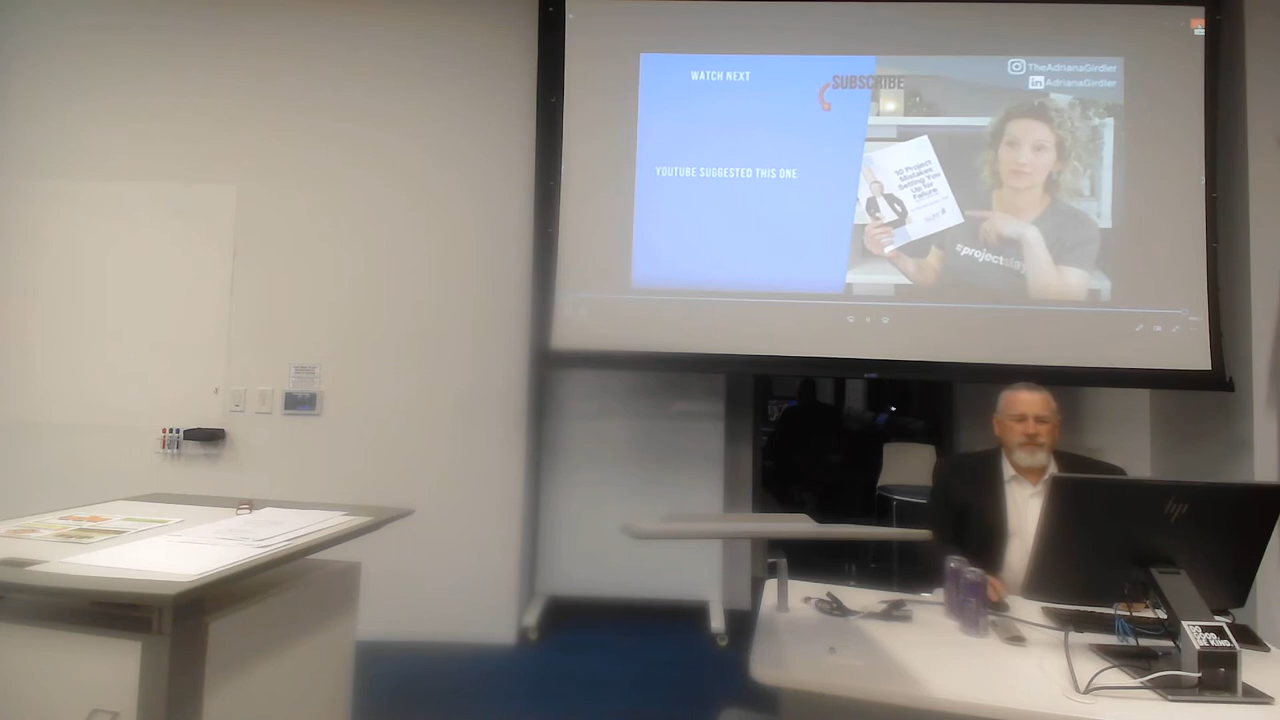 WATCH NEXT
SUBSCRIBE
TheAdrianaGirdler
in AdrianaGirdler
YOUTUBE SUGGESTED THIS ONE
10 Project
Mistakes
Setting You
Up for
Failure
#projectslay
hp
DO
GOOD.
BE KIND.